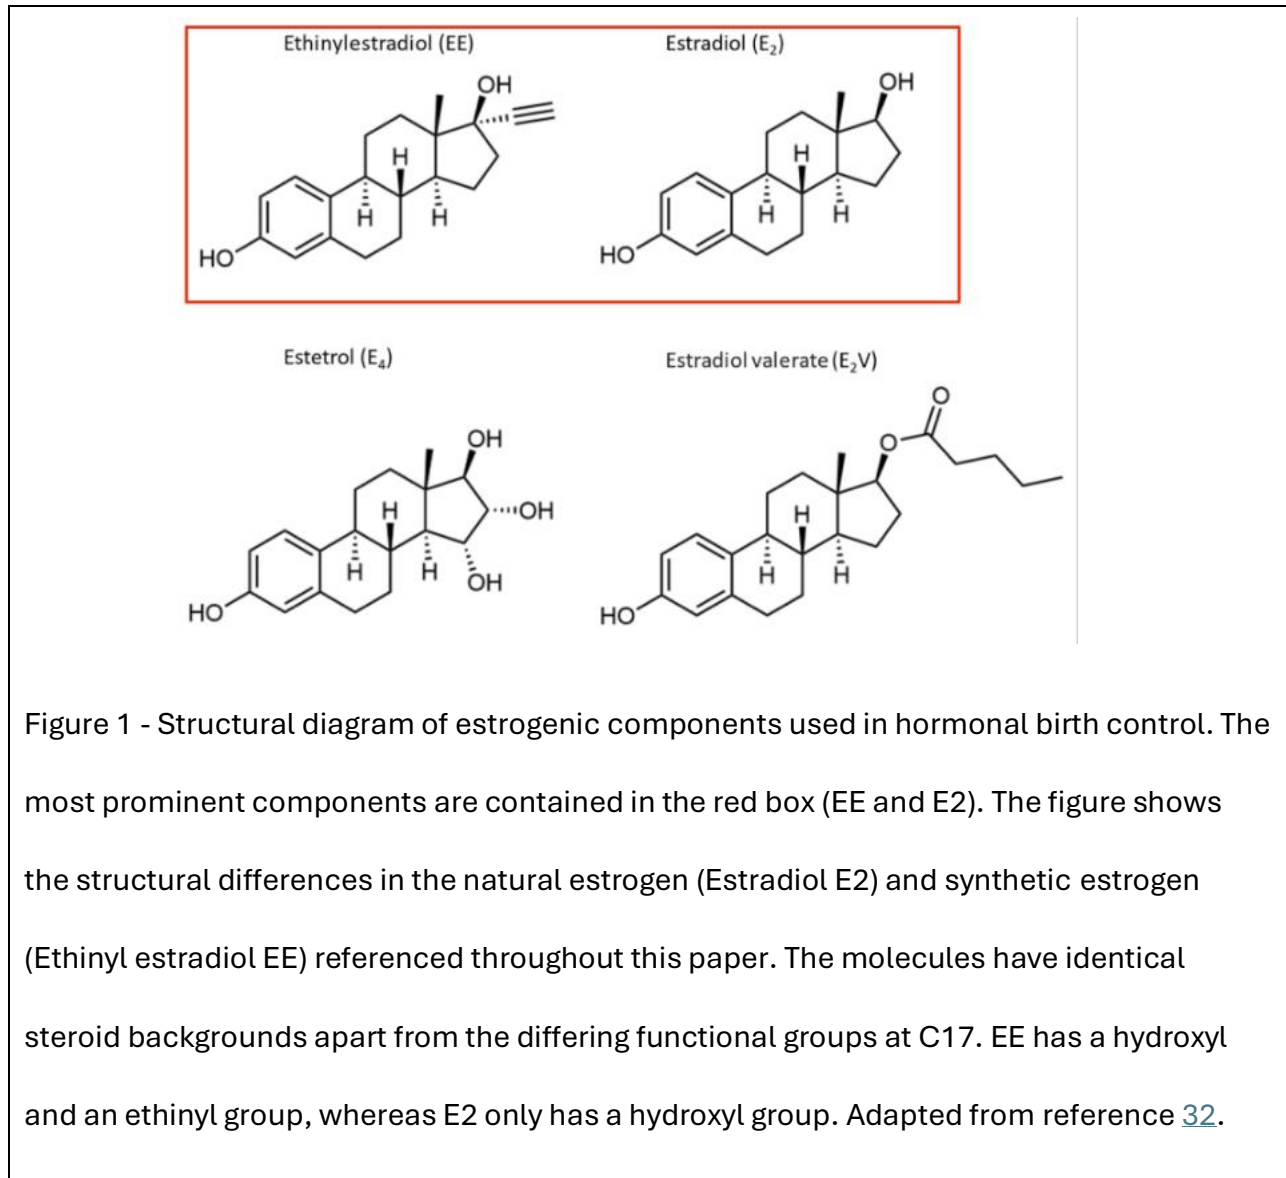 Ethinylestradiol (EE)
Estradiol (E₂)
OH
OH
H
H
H
H
H
H
HO
HO
Estetrol (E₄)
Estradiol valerate (E₂V)
O
OH
O
H
OH
H
H
H
OH
H
H
HO
HO
Figure 1 - Structural diagram of estrogenic components used in hormonal birth control. The
most prominent components are contained in the red box (EE and E2). The figure shows
the structural differences in the natural estrogen (Estradiol E2) and synthetic estrogen
(Ethinyl estradiol EE) referenced throughout this paper. The molecules have identical
steroid backgrounds apart from the differing functional groups at C17. EE has a hydroxyl
and an ethinyl group, whereas E2 only has a hydroxyl group. Adapted from reference 32.